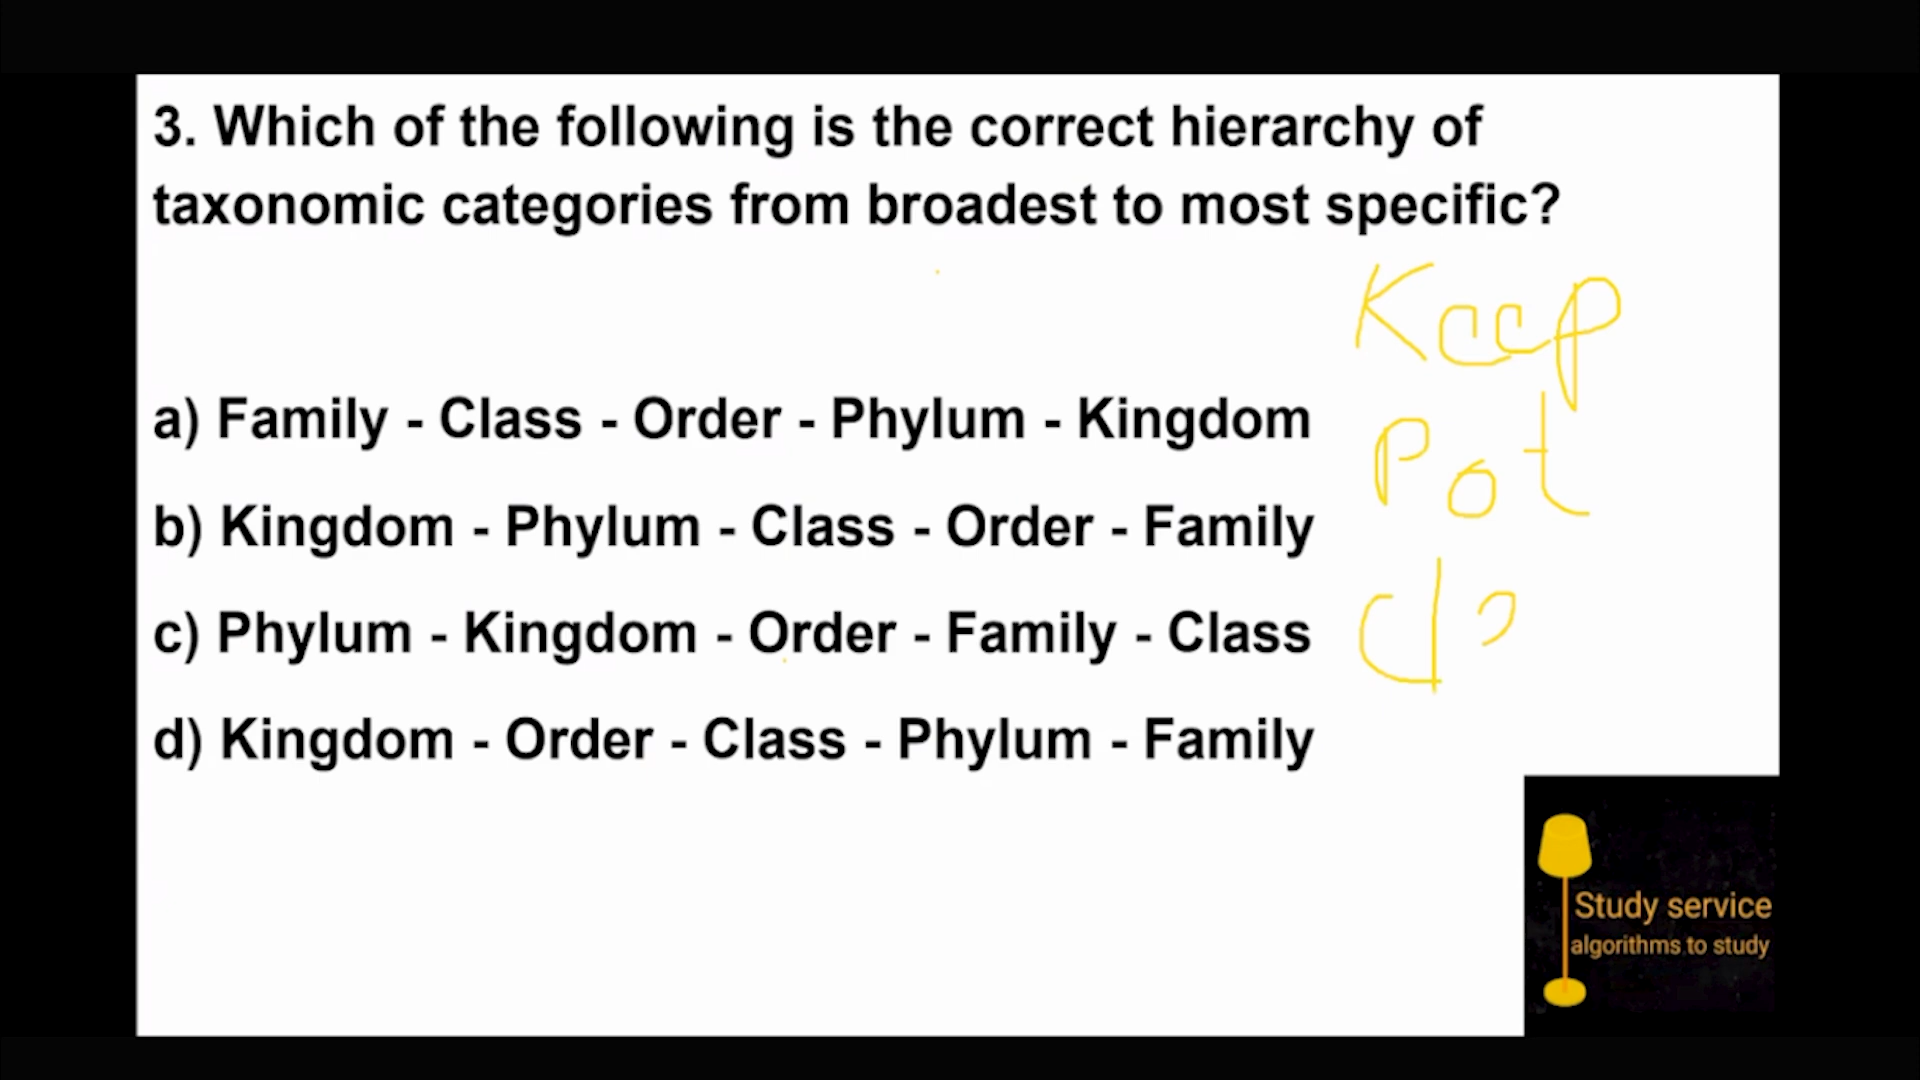 3. Which of the following is the correct hierarchy of
taxonomic categories from broadest to most specific?
Keep
a) Family - Class - Order - Phylum - Kingdom
Pot
b) Kingdom - Phylum - Class - Order - Family
c) Phylum - Kingdom - Order - Family - Class
d) Kingdom - Order - Class - Phylum - Family
Study service
algorithms to study